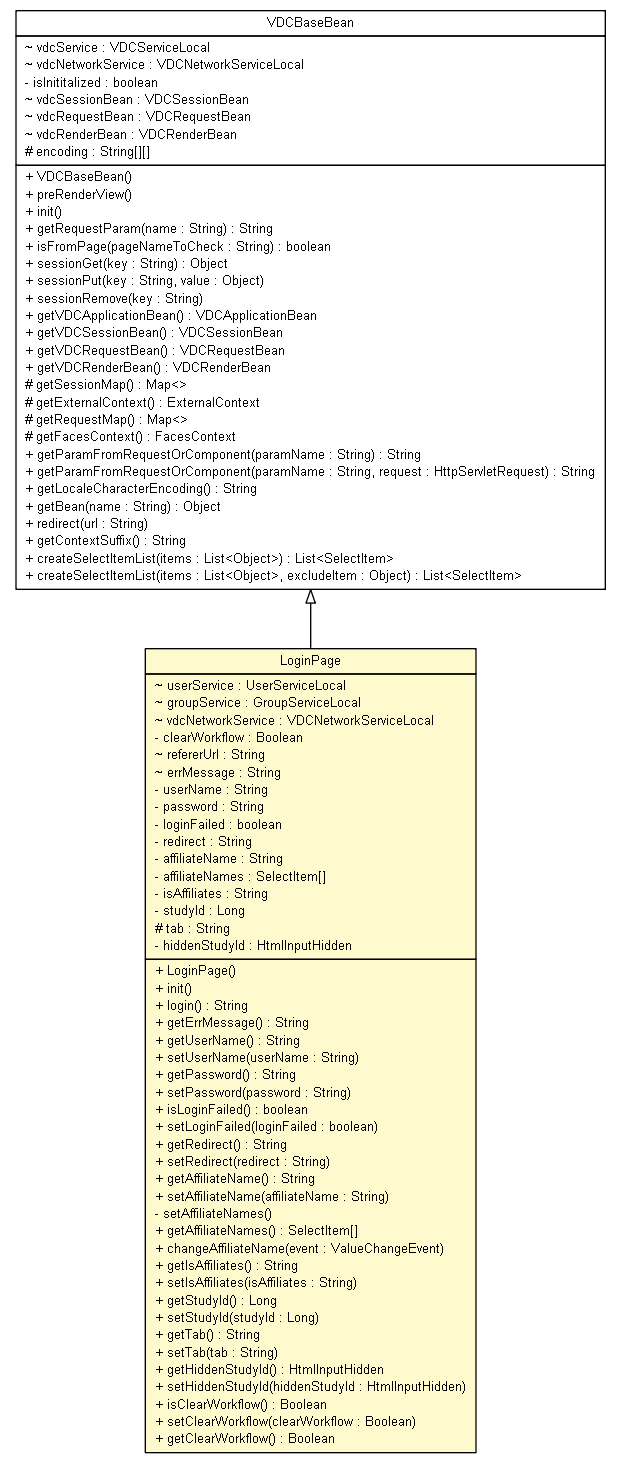 VDCBaseBean
~ vdcService : VDCServiceLocal
~ vdcNetworkService : VDCNetworkServiceLocal
- isInititalized : boolean
~ vdcSessionBean : VDCSessionBean
~ vdcRequestBean : VDCRequestBean
~ vdcRenderBean : VDCRenderBean
# encoding : String[][]
+ VDCBaseBean()
+ preRenderView()
+ init()
+ getRequestParam(name : String) : String
+ isFromPage(pageNameToCheck : String) : boolean
+ sessionGet(key : String) : Object
+ sessionPut(key : String, value : Object)
+ sessionRemove(key : String)
+ getVDCApplicationBean() : VDCApplicationBean
+ getVDCSessionBean() : VDCSessionBean
+ getVDCRequestBean() : VDCRequestBean
+ getVDCRenderBean() : VDCRenderBean
# getSessionMap() : Map<>
# getExternalContext() : ExternalContext
# getRequestMap() : Map<>
# getFacesContext() : FacesContext
+ getParamFromRequestOrComponent(paramName : String) : String
+ getParamFromRequestOrComponent(paramName : String, request : HttpServletRequest) : String
+ getLocaleCharacterEncoding() : String
+ getBean(name : String) : Object
+ redirect(url : String)
+ getContextSuffix() : String
+ createSelectItemList(items : List<Object>) : List<SelectItem>
+ createSelectItemList(items : List<Object>, excludeItem : Object) : List<SelectItem>
LoginPage
~ userService : UserServiceLocal
~ groupService : GroupServiceLocal
~ vdcNetworkService : VDCNetworkServiceLocal
- clearWorkflow : Boolean
~ refererUrl : String
~ errMessage : String
- userName : String
- password : String
- loginFailed : boolean
- redirect : String
- affiliateName : String
- affiliateNames : SelectItem[]
- isAffiliates : String
- studyId : Long
# tab : String
- hiddenStudyId : HtmlInputHidden
+ LoginPage()
+ init()
+ login() : String
+ getErrMessage() : String
+ getUserName() : String
+ setUserName(userName : String)
+ getPassword() : String
+ setPassword(password : String)
+ isLoginFailed() : boolean
+ setLoginFailed(loginFailed : boolean)
+ getRedirect() : String
+ setRedirect(redirect : String)
+ getAffiliateName() : String
+ setAffiliateName(affiliateName : String)
- setAffiliateNames()
+ getAffiliateNames() : SelectItem[]
+ changeAffiliateName(event : ValueChangeEvent)
+ getIsAffiliates() : String
+ setIsAffiliates(isAffiliates : String)
+ getStudyId() : Long
+ setStudyId(studyId : Long)
+ getTab() : String
+ setTab(tab : String)
+ getHiddenStudyId() : HtmlInputHidden
+ setHiddenStudyId(hiddenStudyId : HtmlInputHidden)
+ isClearWorkflow() : Boolean
+ setClearWorkflow(clearWorkflow : Boolean)
+ getClearWorkflow() : Boolean